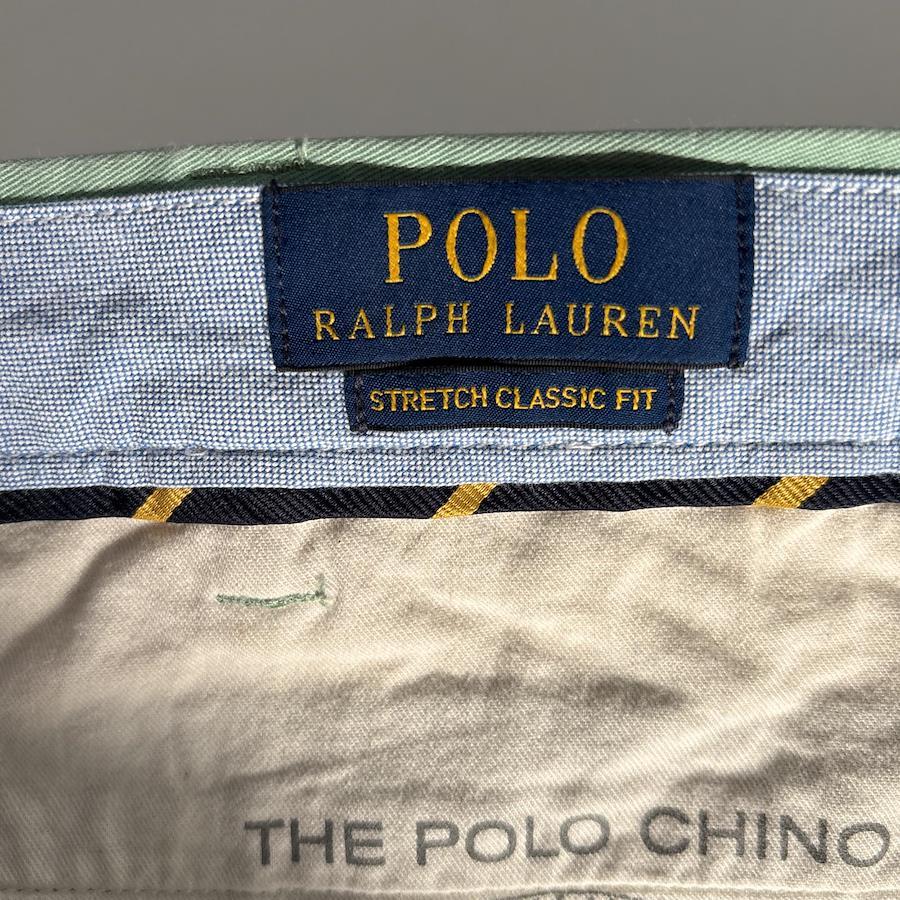 POLO
RALPH LAUREN
STRETCH CLASSIC FIT
THE POLO CHINO